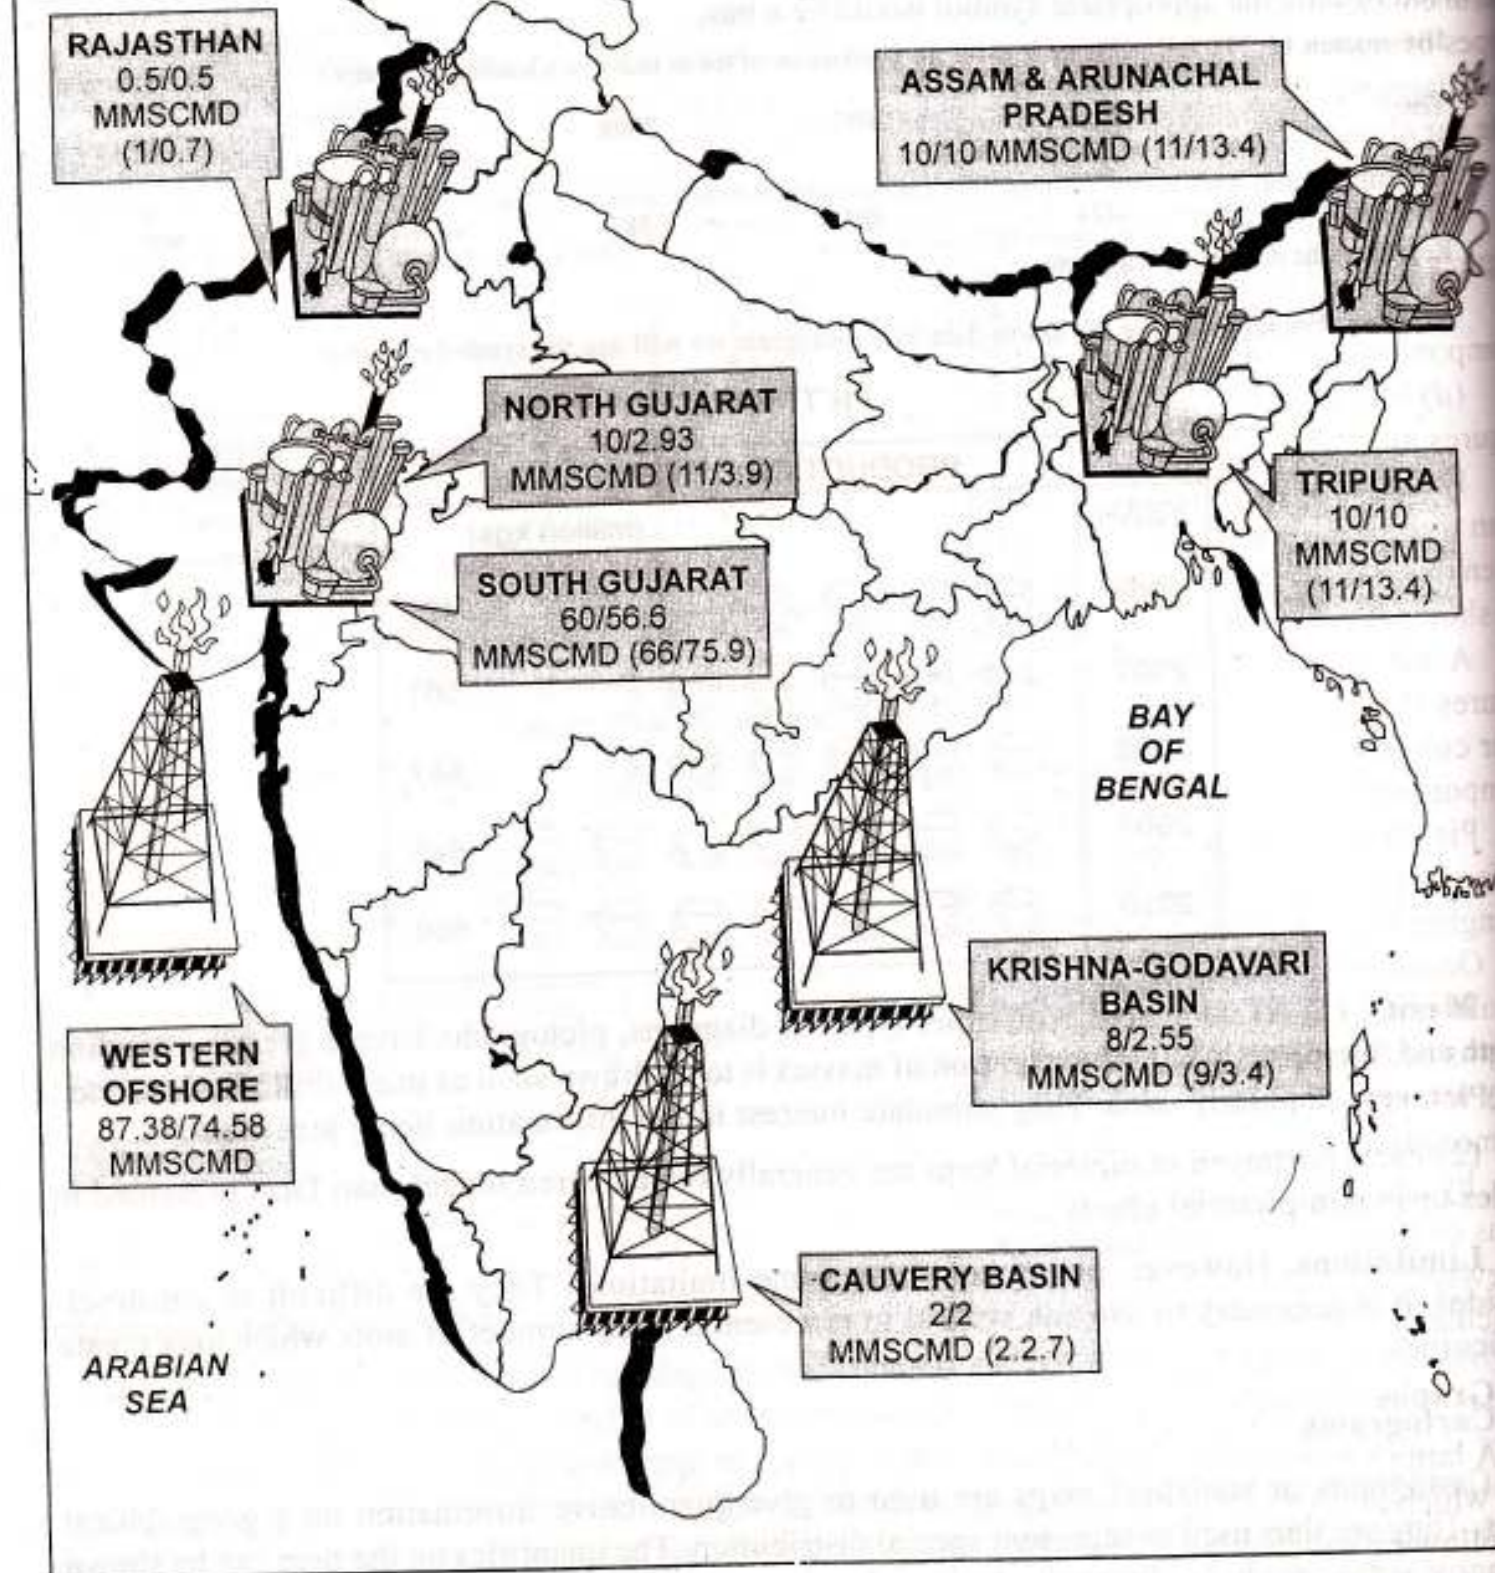 RAJASTHAN
0.5/0.5
MMSCMD
(1/0.7)
ASSAM & ARUNACHAL
PRADESH
10/10 MMSCMD (11/13.4)
NORTH GUJARAT
10/2.93
MMSCMD (11/3.9)
TRIPURA
10/10
MMSCMD
(11/13.4)
SOUTH GUJARAT
60/56.6
MMSCMD (66/75.9)
BAY
OF
BENGAL
KRISHNA-GODAVARI
BASIN
8/2.55
MMSCMD (9/3.4)
WESTERN
OFSHORE
87.38/74.58
MMSCMD
CAUVERY BASIN
2/2
MMSCMD (2.2.7)
ARABIAN
SEA